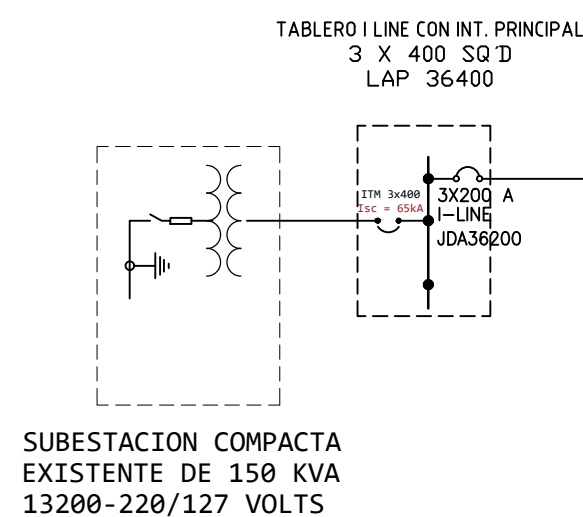 TABLERO I LINE CON INT. PRINCIPAL
3 X 400 SQ'D
LAP 36400
ITM 3x400
Isc = 65kA
3X200 A
I-LINE
JDA36200
SUBESTACION COMPACTA
EXISTENTE DE 150 KVA
13200-220/127 VOLTS